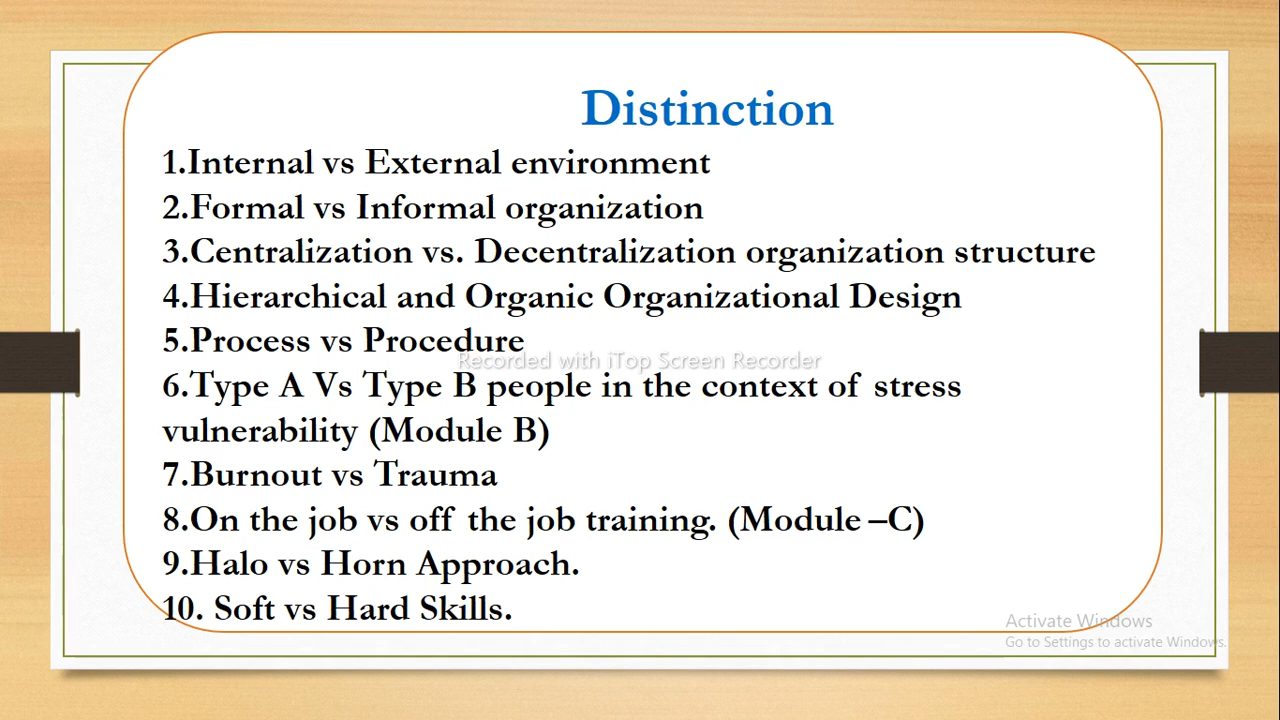 Distinction
1.Internal vs External environment
2.Formal vs Informal organization
3.Centralization vs. Decentralization organization structure
4.Hierarchical and Organic Organizational Design
5.Process vs Procedure
Recorded with iTop Screen Recorder
6.Type A Vs Type B people in the context of stress
vulnerability (Module B)
7.Burnout vs Trauma
8.On the job vs off the job training. (Module –C)
9.Halo vs Horn Approach.
10. Soft vs Hard Skills.
Activate Windows
Go to Settings to activate Windows.